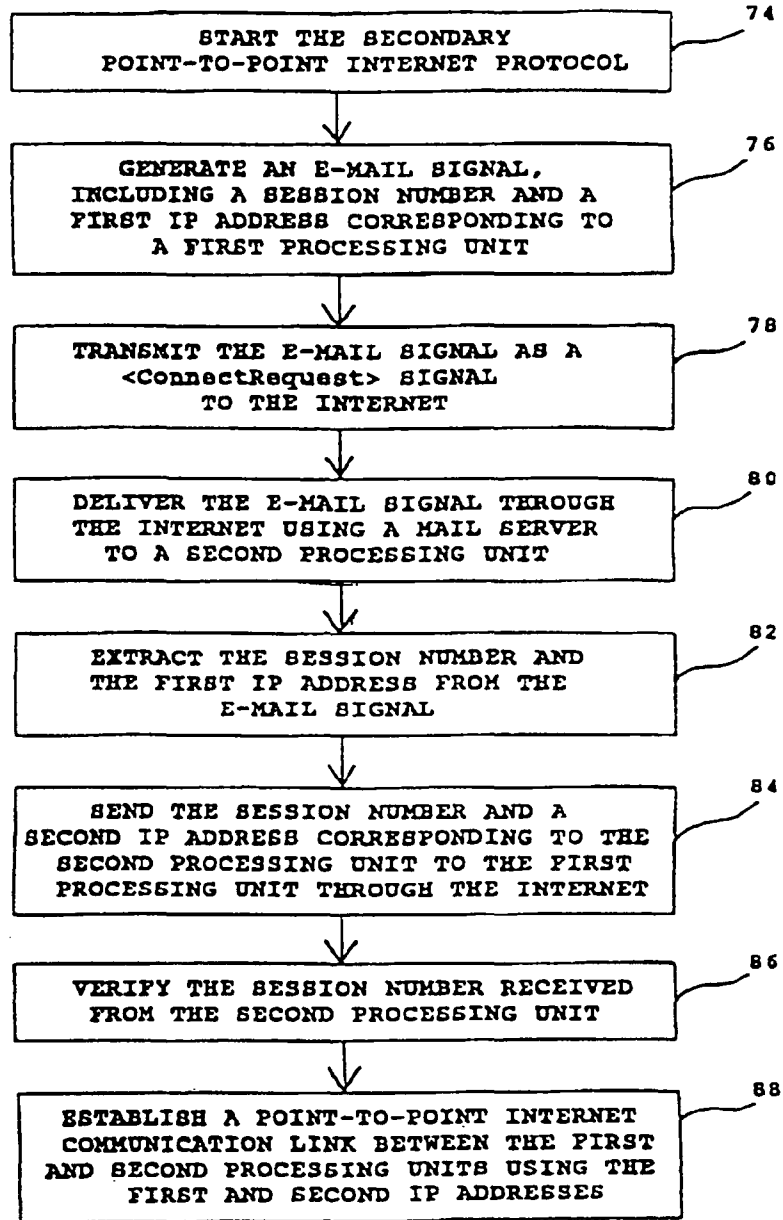 74
START THE SECONDARY
POINT-TO-POINT INTERNET PROTOCOL
76
GENERATE AN E-MAIL SIGNAL,
INCLUDING A SESSION NUMBER AND A
FIRST IP ADDRESS CORRESPONDING TO
A FIRST PROCESSING UNIT
78
TRANSMIT THE E-MAIL SIGNAL AS A
<ConnectRequest> SIGNAL
TO THE INTERNET
80
DELIVER THE E-MAIL SIGNAL THROUGH
THE INTERNET USING A MAIL SERVER
TO A SECOND PROCESSING UNIT
82
EXTRACT THE SESSION NUMBER AND
THE FIRST IP ADDRESS FROM THE
E-MAIL SIGNAL
84
SEND THE SESSION NUMBER AND A
SECOND IP ADDRESS CORRESPONDING TO THE
SECOND PROCESSING UNIT TO THE FIRST
PROCESSING UNIT THROUGH THE INTERNET
86
VERIFY THE SESSION NUMBER RECEIVED
FROM THE SECOND PROCESSING UNIT
88
ESTABLISH A POINT-TO-POINT INTERNET
COMMUNICATION LINK BETWEEN THE FIRST
AND SECOND PROCESSING UNITS USING THE
FIRST AND SECOND IP ADDRESSES